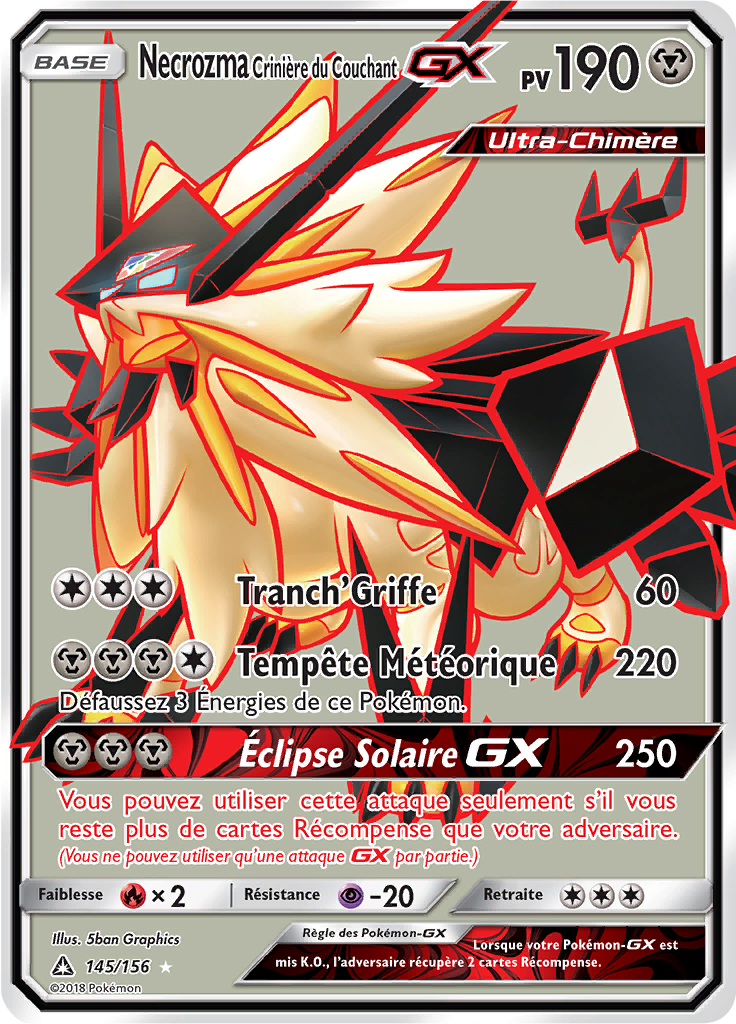 BASE Necrozma Crinière du Couchant GX PV 190
Ultra-Chimère
Tranch'Griffe 60
Tempête Météorique 220
Défaussez 3 Énergies de ce Pokémon.
Éclipse Solaire GX 250
Vous pouvez utiliser cette attaque seulement s'il vous
reste plus de cartes Récompense que votre adversaire.
(Vous ne pouvez utiliser qu'une attaque GX par partie.)
Faiblesse ×2 Résistance -20 Retraite
Illus. 5ban Graphics
145/156
©2018 Pokémon
Règle des Pokémon-GX
Lorsque votre Pokémon-GX est
mis K.O., l'adversaire récupère 2 cartes Récompense.